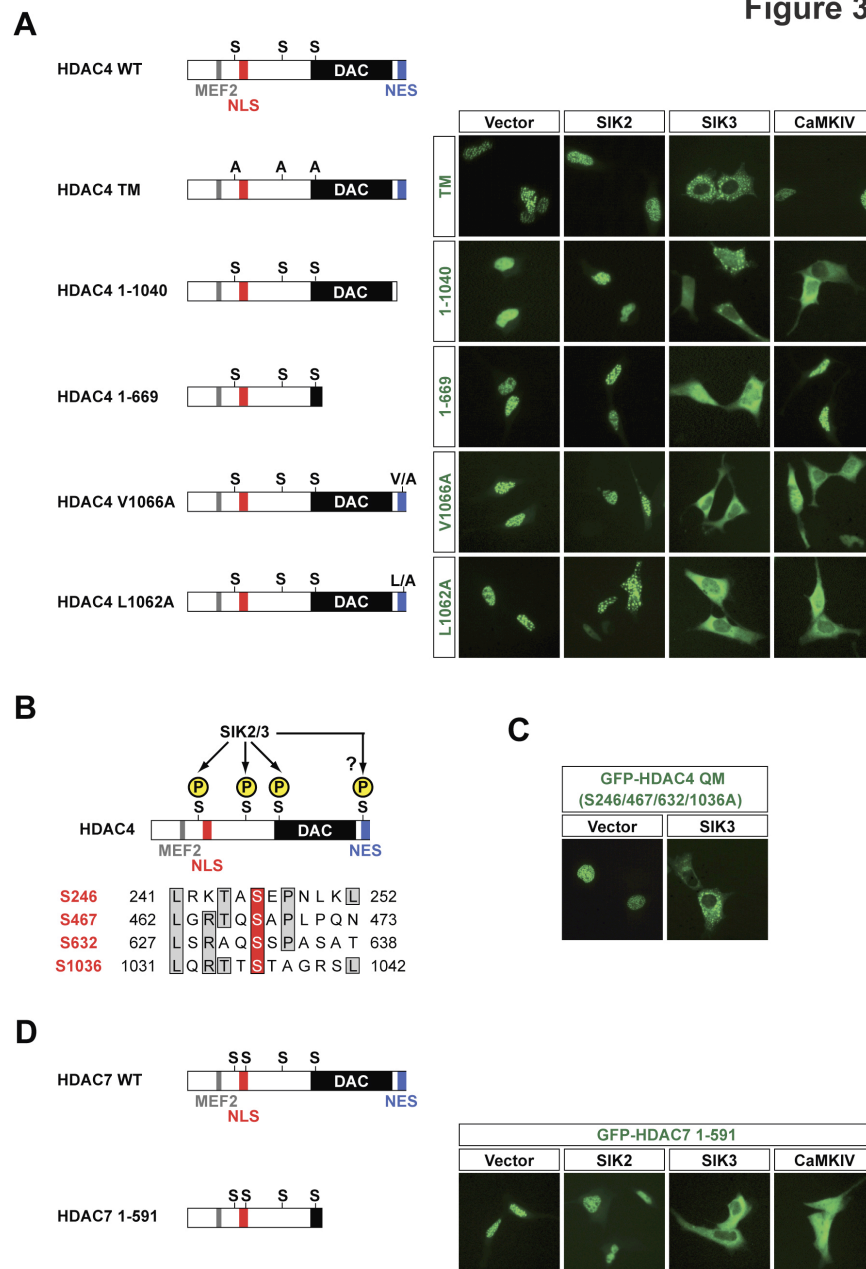 Figure 3
A
S S S
HDAC4 WT
DAC
MEF2
NLS
NES
Vector SIK2 SIK3 CaMKIV
A A A
HDAC4 TM
DAC
TM
S S S
HDAC4 1-1040
DAC
1-1040
S S S
HDAC4 1-669
1-669
S S S V/A
HDAC4 V1066A
DAC
V1066A
S S S L/A
HDAC4 L1062A
DAC
L1062A
B
SIK2/3
?
P P P P
S S S S
HDAC4
DAC
MEF2
NLS
NES
S246 241 L R K T A S E P N L K L 252
S467 462 L G R T Q S A P L P Q N 473
S632 627 L S R A Q S S P A S A T 638
S1036 1031 L Q R T T S T A G R S L 1042
C
GFP-HDAC4 QM
(S246/467/632/1036A)
Vector SIK3
D
SS S S
HDAC7 WT
DAC
MEF2
NLS
NES
GFP-HDAC7 1-591
Vector SIK2 SIK3 CaMKIV
SS S S
HDAC7 1-591